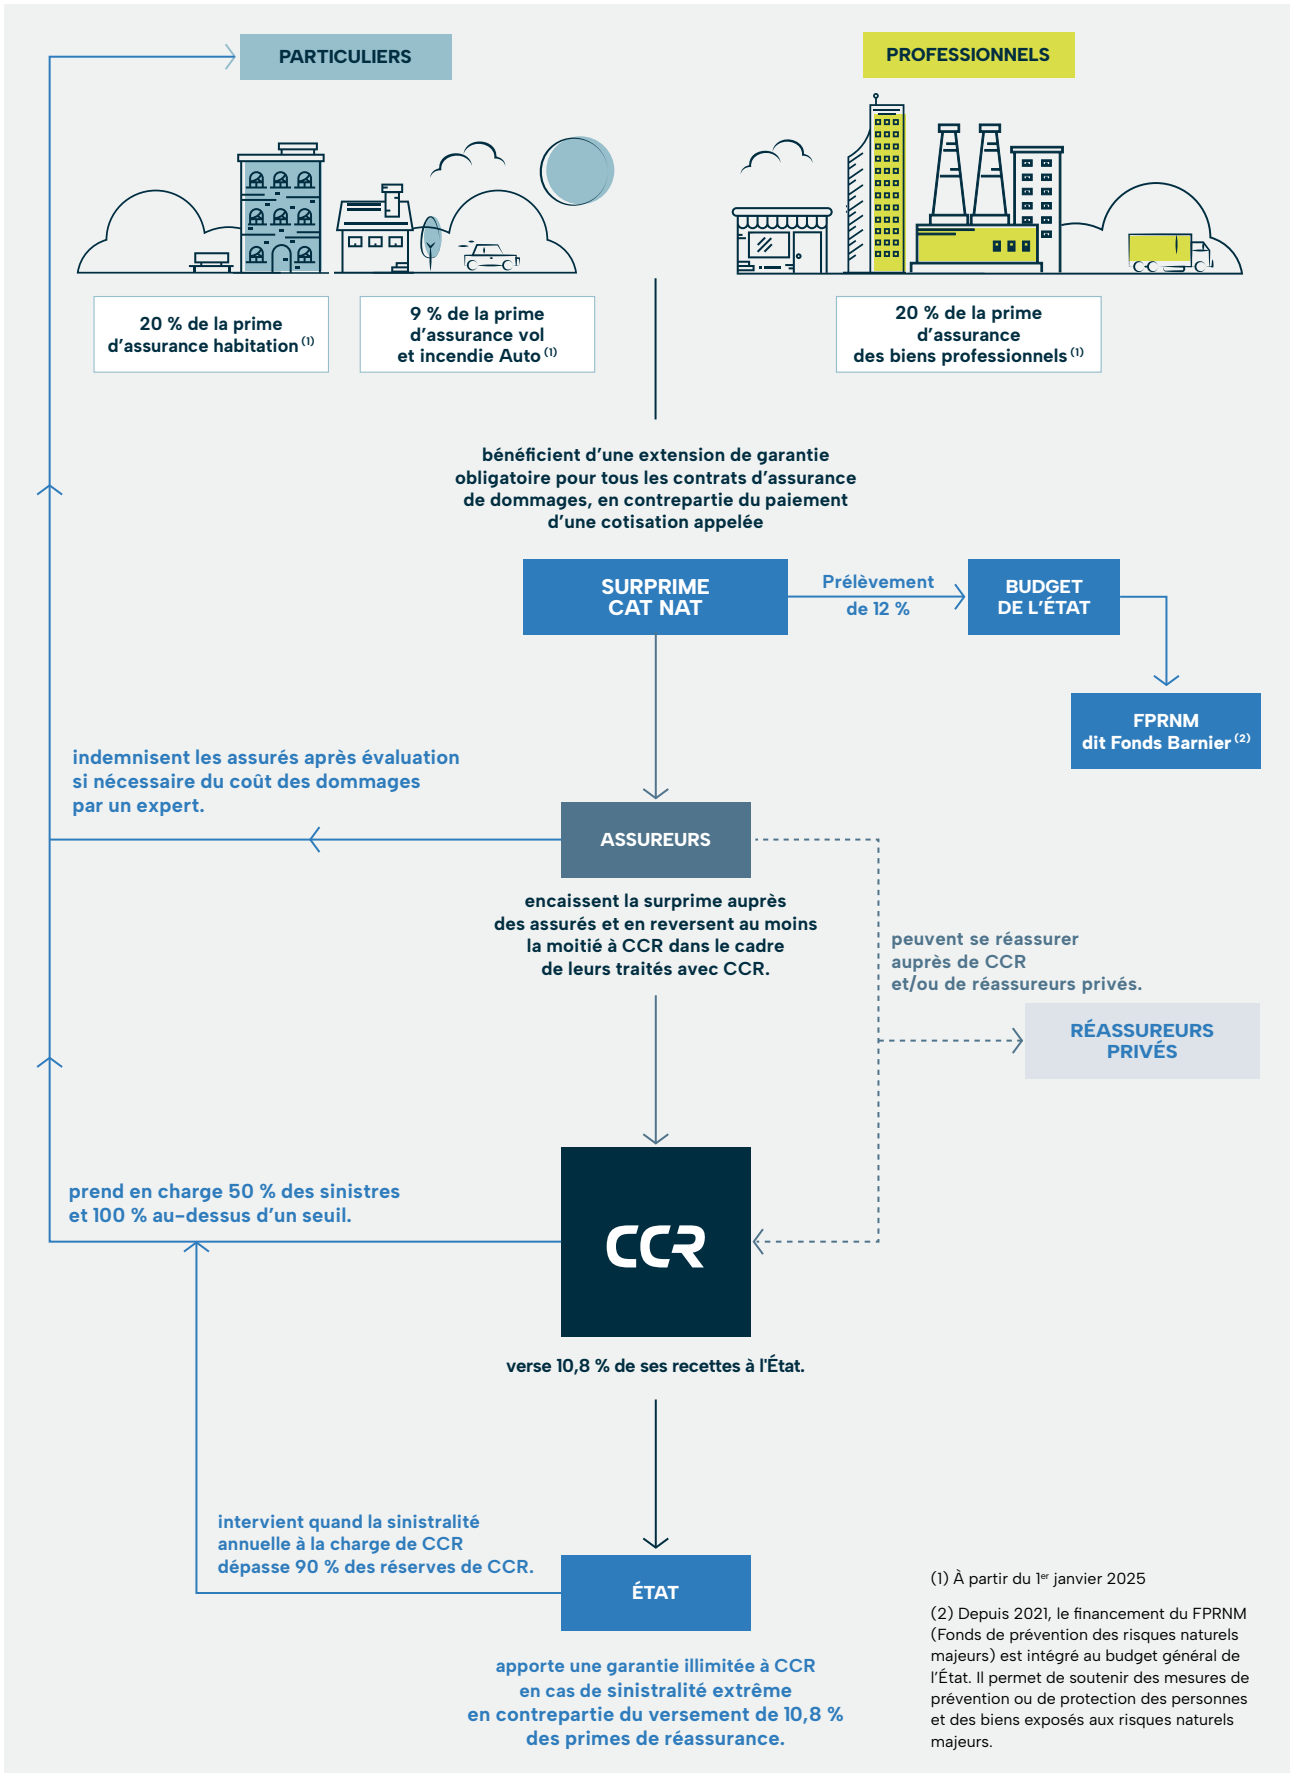 PARTICULIERS
PROFESSIONNELS
20 % de la prime
d’assurance habitation (1)
9 % de la prime
d’assurance vol
et incendie Auto (1)
20 % de la prime
d’assurance
des biens professionnels (1)
bénéficient d’une extension de garantie
obligatoire pour tous les contrats d’assurance
de dommages, en contrepartie du paiement
d’une cotisation appelée
SURPRIME
CAT NAT
Prélèvement
de 12 %
BUDGET
DE L’ÉTAT
FPRNM
dit Fonds Barnier (2)
indemnisent les assurés après évaluation
si nécessaire du coût des dommages
par un expert.
ASSUREURS
encaissent la surprime auprès
des assurés et en reversent au moins
la moitié à CCR dans le cadre
de leurs traités avec CCR.
peuvent se réassurer
auprès de CCR
et/ou de réassureurs privés.
RÉASSUREURS
PRIVÉS
prend en charge 50 % des sinistres
et 100 % au-dessus d’un seuil.
CCR
verse 10,8 % de ses recettes à l'État.
intervient quand la sinistralité
annuelle à la charge de CCR
dépasse 90 % des réserves de CCR.
ÉTAT
apporte une garantie illimitée à CCR
en cas de sinistralité extrême
en contrepartie du versement de 10,8 %
des primes de réassurance.
(1) À partir du 1er janvier 2025
(2) Depuis 2021, le financement du FPRNM
(Fonds de prévention des risques naturels
majeurs) est intégré au budget général de
l’État. Il permet de soutenir des mesures de
prévention ou de protection des personnes
et des biens exposés aux risques naturels
majeurs.